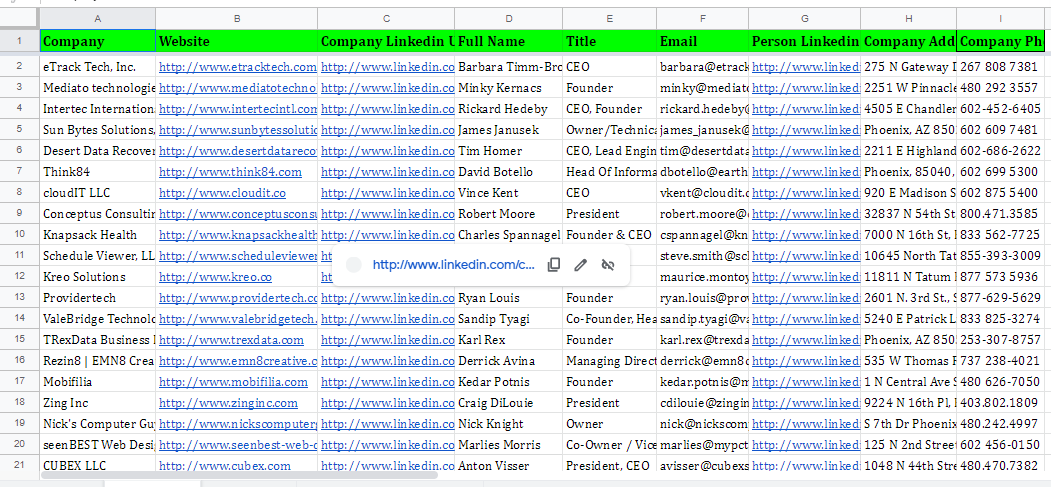 A B C D E F G H I
1 Company Website Company Linkedin U Full Name Title Email Person Linkedin Company Add Company Ph
2 eTrack Tech, Inc. http://www.etracktech.com http://www.linkedin.co Barbara Timm-Bro CEO barbara@etrack http://www.linked 275 N Gateway 267 808 7381
3 Mediato technologie http://www.mediatotechno http://www.linkedin.co Minky Kernacs Founder minky@mediato http://www.linked 2251 W Pinnacle 480 292 3557
4 Intertec Internation http://www.intertecintl.com http://www.linkedin.co Rickard Hedeby CEO, Founder rickard.hedeby@ http://www.linked 4505 E Chandler 602-452-6405
5 Sun Bytes Solutions, http://www.sunbytessolutio http://www.linkedin.co James Janusek Owner/Technica james_janusek@ http://www.linked Phoenix, AZ 850 602 609 7481
6 Desert Data Recover http://www.desertdatareco http://www.linkedin.co Tim Homer CEO, Lead Engin tim@desertdata http://www.linked 2211 E Highland 602-686-2622
7 Think84 http://www.think84.com http://www.linkedin.co David Botello Head Of Informa dbotello@earth http://www.linked Phoenix, 85040, 602 699 5300
8 cloudIT LLC http://www.cloudit.co http://www.linkedin.co Vince Kent CEO vkent@cloudit.c http://www.linked 920 E Madison S 602 875 5400
9 Conceptus Consultin http://www.conceptusconsu http://www.linkedin.co Robert Moore President robert.moore@c http://www.linked 32837 N 54th St 800.471.3585
10 Knapsack Health http://www.knapsackhealth http://www.linkedin.co Charles Spannagel Founder & CEO cspannagel@kn http://www.linked 7000 N 16th St, 833 562-7725
11 Schedule Viewer, LL http://www.scheduleviewer ht steve.smith@scl http://www.linked 10645 North Tat 855-393-3009
http://www.linkedin.com/c...
12 Kreo Solutions http://www.kreo.co ht maurice.montoy http://www.linked 11811 N Tatum 877 573 5936
13 Providertech http://www.providertech.co http://www.linkedin.co Ryan Louis Founder ryan.louis@prov http://www.linked 2601 N. 3rd St., S 877-629-5629
14 ValeBridge Technolo http://www.valebridgetech. http://www.linkedin.co Sandip Tyagi Co-Founder, Hea sandip.tyagi@va http://www.linked 5240 E Patrick L 833 825-3274
15 TRexData Business http://www.trexdata.com http://www.linkedin.co Karl Rex Founder karl.rex@trexda http://www.linked Phoenix, AZ 850 253-307-8757
16 Rezin8 | EMN8 Crea http://www.emn8creative.c http://www.linkedin.co Derrick Avina Managing Direct derrick@emn8c http://www.linked 535 W Thomas F 737 238-4021
17 Mobifilia http://www.mobifilia.com http://www.linkedin.co Kedar Potnis Founder kedar.potnis@m http://www.linked 1 N Central Ave S 480 626-7050
18 Zing Inc http://www.zinginc.com http://www.linkedin.co Craig DiLouie President cdilouie@zingin http://www.linked 9224 N 16th Pl, 403.802.1809
19 Nick's Computer Gu http://www.nickscomputerg http://www.linkedin.co Nick Knight Owner nick@nickscom http://www.linked S 7th Dr Phoenix 480.242.4997
20 seenBEST Web Desi http://www.seenbest-web-c http://www.linkedin.co Marlies Morris Co-Owner / Vice marlies@mypct http://www.linked 125 N 2nd Street 602 456-0150
21 CUBEX LLC http://www.cubex.com http://www.linkedin.co Anton Visser President, CEO avisser@cubexs http://www.linked 1048 N 44th Stre 480.470.7382